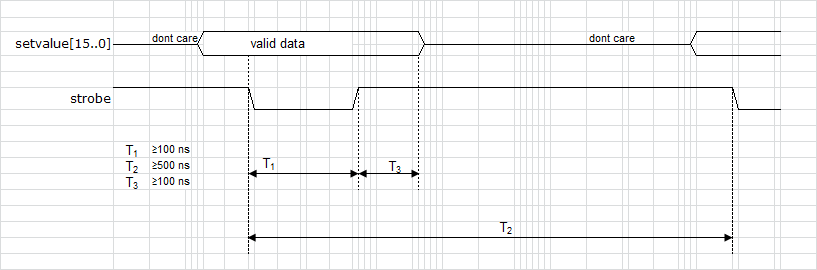 setvalue[15..0] dont care valid data dont care
strobe
T1 ≥100 ns
T2 ≥500 ns
T3 ≥100 ns
T1 T3
T2